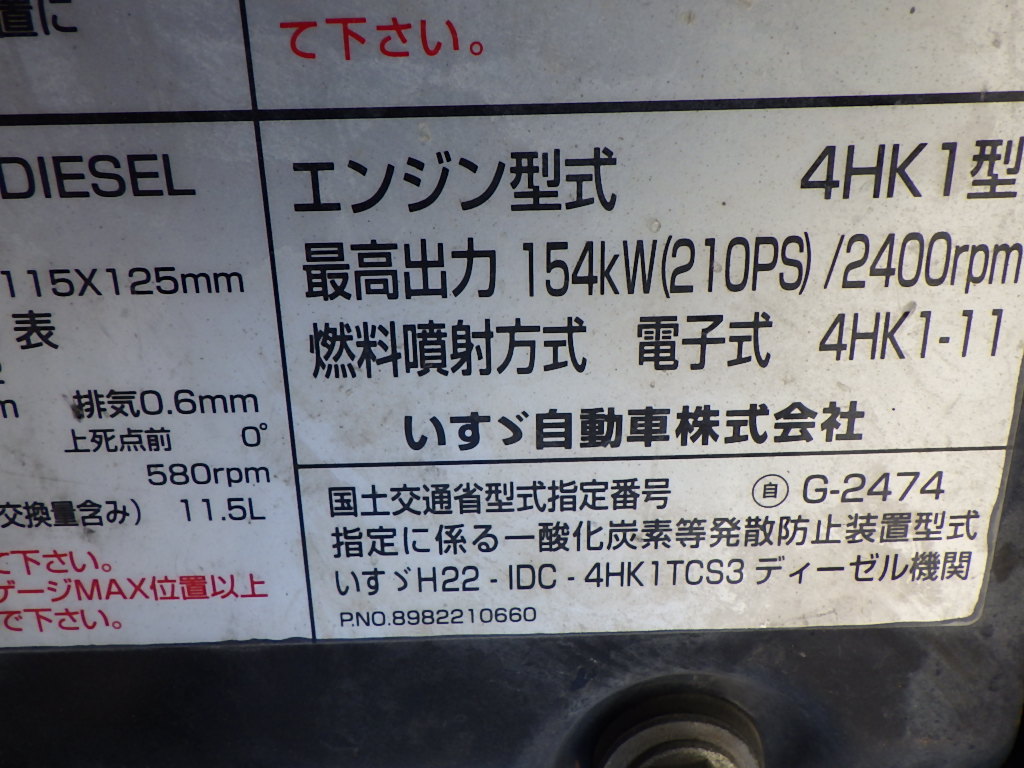 置に
て下さい。
DIESEL
115X125mm
表
排気0.6mm
上死点前 0°
580rpm
交換量含み) 11.5L
て下さい。
ゲージMAX位置以上
で下さい。
エンジン型式 4HK1型
最高出力 154kW(210PS)/2400rpm
燃料噴射方式 電子式 4HK1-11
いすゞ自動車株式会社
国土交通省型式指定番号 自 G-2474
指定に係る一酸化炭素等発散防止装置型式
いすゞH22 - IDC - 4HK1TCS3 ディーゼル機関
P.NO.8982210660